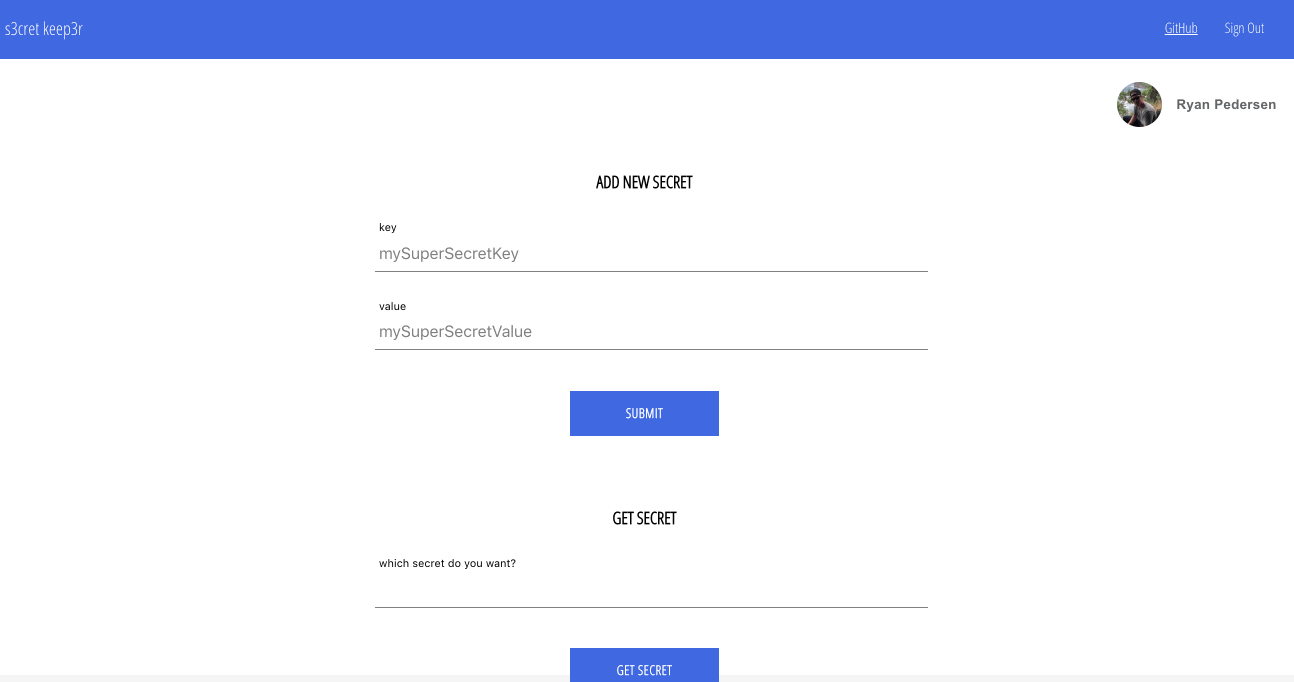 s3cret keep3r
GitHub Sign Out
Ryan Pedersen
ADD NEW SECRET
key
mySuperSecretKey
value
mySuperSecretValue
SUBMIT
GET SECRET
which secret do you want?
GET SECRET